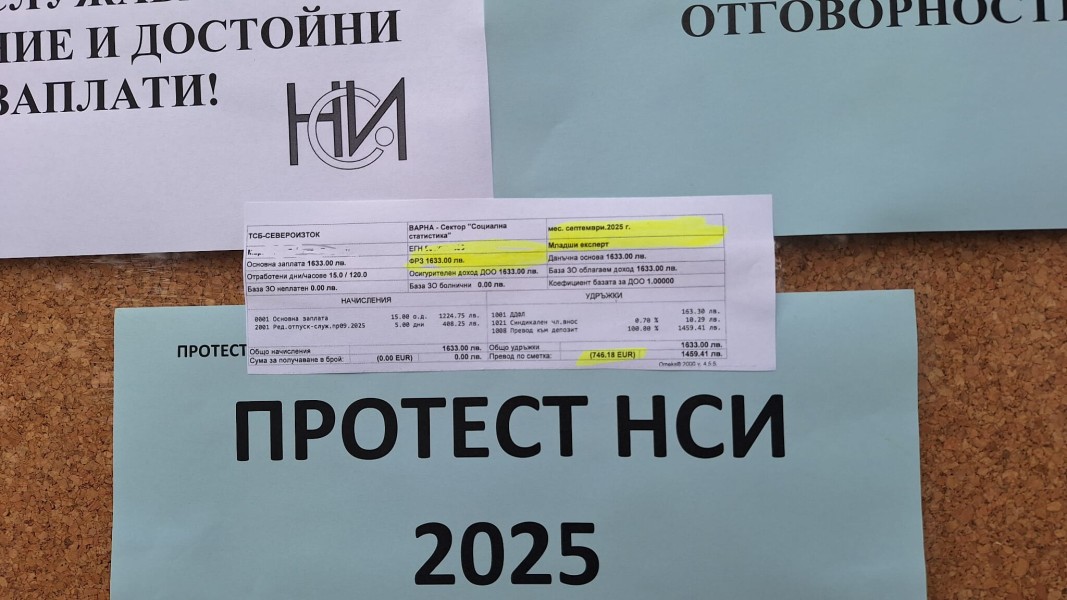 НИЕ И ДОСТОЙНИ
ЗАПЛАТИ!
НСИ
ОТГОВОРНОСТ
ТСБ-СЕВЕРОИЗТОК
ВАРНА - Сектор "Социална статистика"
мес. септември.2025 г.
ЕГН
Младши експерт
Основна заплата 1633.00 лв.
ФРЗ 1633.00 лв.
Данъчна основа 1633.00 лв.
Отработени дни/часове 15.0 / 120.0
Осигурителен доход ДОО 1633.00 лв.
База ЗО облагаем доход 1633.00 лв.
База ЗО неплатен 0.00 лв.
База ЗО болнични 0.00 лв.
Коефициент базата за ДОО 1.00000
НАЧИСЛЕНИЯ
УДРЪЖКИ
0001 Основна заплата 15.00 о.д. 1224.75 лв.
2001 Ред.отпуск-служ.пр09.2025 5.00 дни 408.25 лв.
1001 ДДФЛ 163.30 лв.
1021 Синдикален чл.внос 0.70 % 10.29 лв.
1008 Превод към депозит 100.00 % 1459.41 лв.
Общо начисления 1633.00 лв.
Общо удръжки 1633.00 лв.
Сума за получаване в брой: (0.00 EUR) 0.00 лв.
Превод по сметка: (746.18 EUR) 1459.41 лв.
ПРОТЕСТ
ПРОТЕСТ НСИ
2025